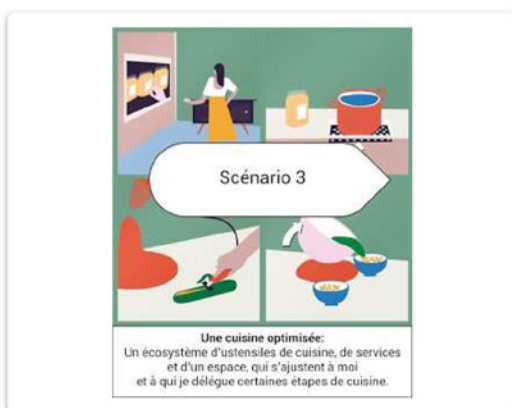 Scénario 3
Une cuisine optimisée:
Un écosystème d'ustensiles de cuisine, de services
et d'un espace, qui s'ajustent à moi
et à qui je délégue certaines étapes de cuisine.